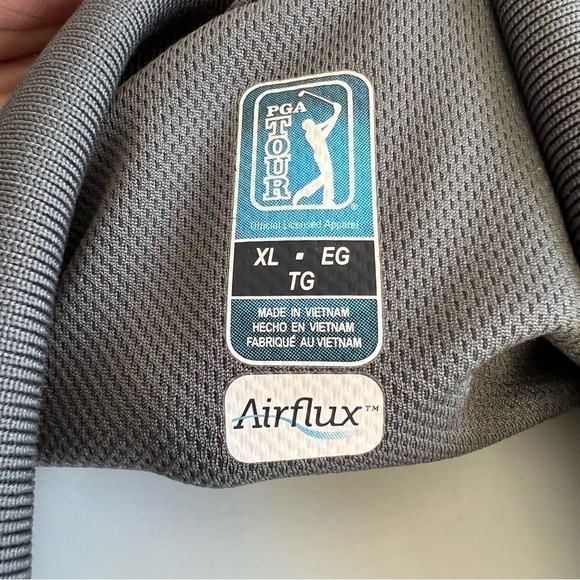 PGA
TOUR
®
Official Licensed Apparel
XL ▪ EG
TG
MADE IN VIETNAM
HECHO EN VIETNAM
FABRIQUÉ AU VIETNAM
Airflux™